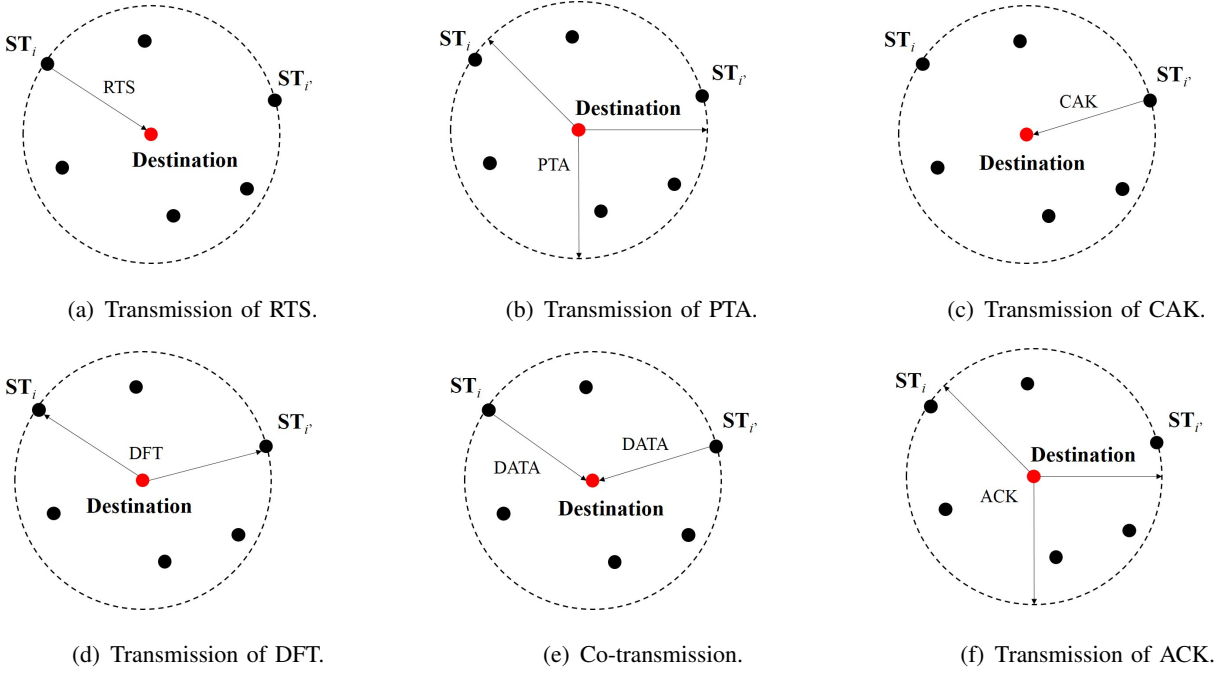 ST_i
RTS
ST_i'
Destination
(a) Transmission of RTS.
ST_i
ST_i'
Destination
PTA
(b) Transmission of PTA.
ST_i
ST_i'
CAK
Destination
(c) Transmission of CAK.
ST_i
ST_i'
DFT
Destination
(d) Transmission of DFT.
ST_i
ST_i'
DATA
DATA
Destination
(e) Co-transmission.
ST_i
ST_i'
Destination
ACK
(f) Transmission of ACK.